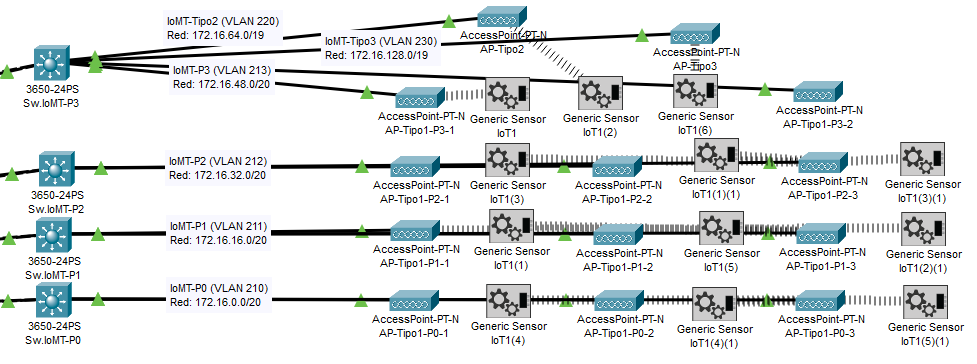 IoMT-Tipo2 (VLAN 220)
Red: 172.16.64.0/19
AccessPoint-PT-N
AP-Tipo2
IoMT-Tipo3 (VLAN 230)
Red: 172.16.128.0/19
AccessPoint-PT-N
AP-Tipo3
IoMT-P3 (VLAN 213)
Red: 172.16.48.0/20
3650-24PS
Sw.IoMT-P3
AccessPoint-PT-N
AP-Tipo1-P3-1
Generic Sensor
IoT1
Generic Sensor
IoT1(2)
Generic Sensor
IoT1(6)
AccessPoint-PT-N
AP-Tipo1-P3-2
IoMT-P2 (VLAN 212)
Red: 172.16.32.0/20
3650-24PS
Sw.IoMT-P2
AccessPoint-PT-N
AP-Tipo1-P2-1
Generic Sensor
IoT1(3)
AccessPoint-PT-N
AP-Tipo1-P2-2
Generic Sensor
IoT1(1)(1)
AccessPoint-PT-N
AP-Tipo1-P2-3
Generic Sensor
IoT1(3)(1)
IoMT-P1 (VLAN 211)
Red: 172.16.16.0/20
3650-24PS
Sw.IoMT-P1
AccessPoint-PT-N
AP-Tipo1-P1-1
Generic Sensor
IoT1(1)
AccessPoint-PT-N
AP-Tipo1-P1-2
Generic Sensor
IoT1(5)
AccessPoint-PT-N
AP-Tipo1-P1-3
Generic Sensor
IoT1(2)(1)
IoMT-P0 (VLAN 210)
Red: 172.16.0.0/20
3650-24PS
Sw.IoMT-P0
AccessPoint-PT-N
AP-Tipo1-P0-1
Generic Sensor
IoT1(4)
AccessPoint-PT-N
AP-Tipo1-P0-2
Generic Sensor
IoT1(4)(1)
AccessPoint-PT-N
AP-Tipo1-P0-3
Generic Sensor
IoT1(5)(1)